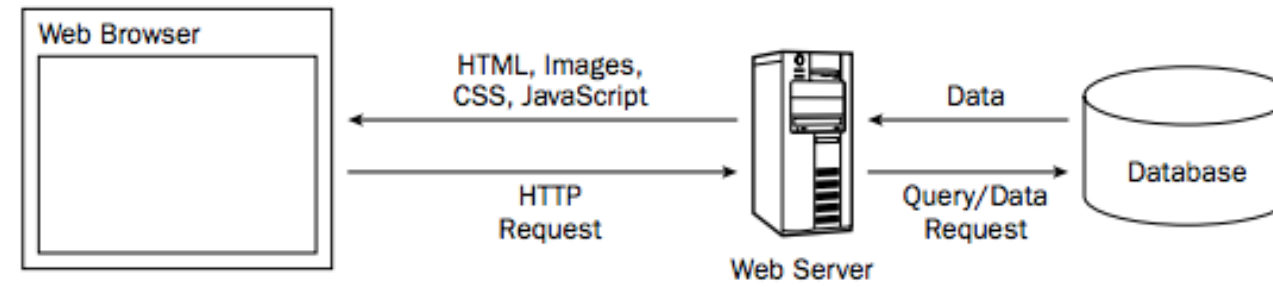 Web Browser
HTML, Images,
CSS, JavaScript
HTTP
Request
Web Server
Data
Query/Data
Request
Database